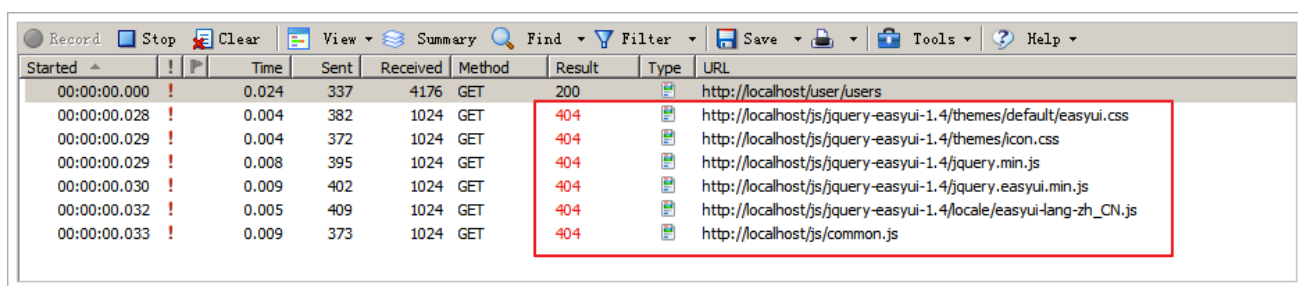 Record Stop Clear View Summary Find Filter Save Tools Help
Started ! Time Sent Received Method Result Type URL
00:00:00.000 ! 0.024 337 4176 GET 200 http://localhost/user/users
00:00:00.028 ! 0.004 382 1024 GET 404 http://localhost/js/jquery-easyui-1.4/themes/default/easyui.css
00:00:00.029 ! 0.004 372 1024 GET 404 http://localhost/js/jquery-easyui-1.4/themes/icon.css
00:00:00.029 ! 0.008 395 1024 GET 404 http://localhost/js/jquery-easyui-1.4/jquery.min.js
00:00:00.030 ! 0.009 402 1024 GET 404 http://localhost/js/jquery-easyui-1.4/jquery.easyui.min.js
00:00:00.032 ! 0.005 409 1024 GET 404 http://localhost/js/jquery-easyui-1.4/locale/easyui-lang-zh_CN.js
00:00:00.033 ! 0.009 373 1024 GET 404 http://localhost/js/common.js